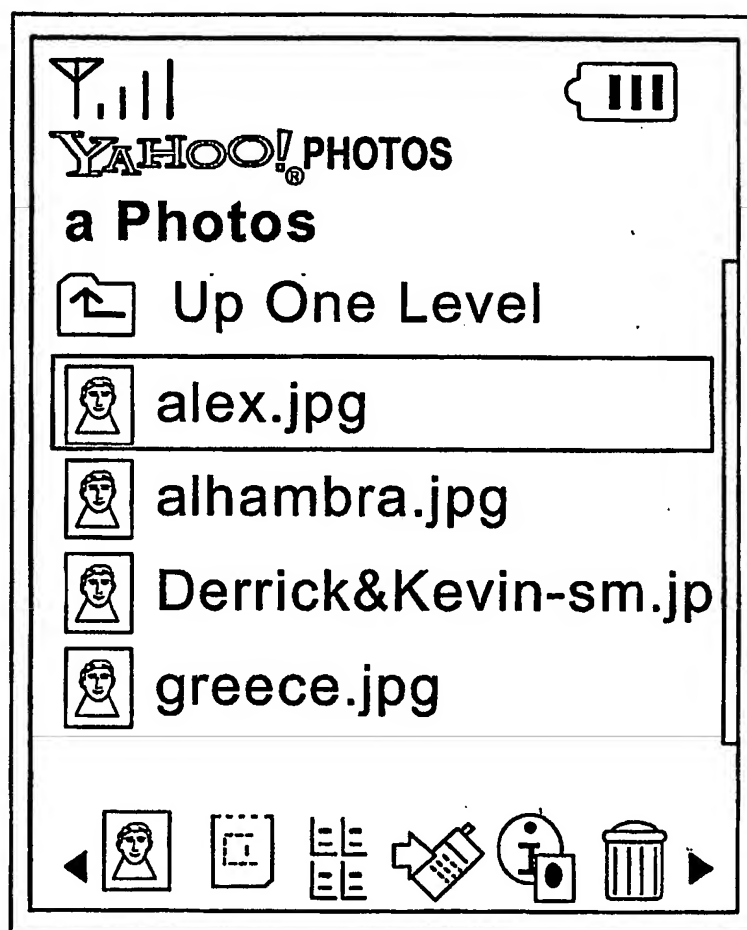 YAHOO!® PHOTOS
a Photos
Up One Level
alex.jpg
alhambra.jpg
Derrick&Kevin-sm.jp
greece.jpg